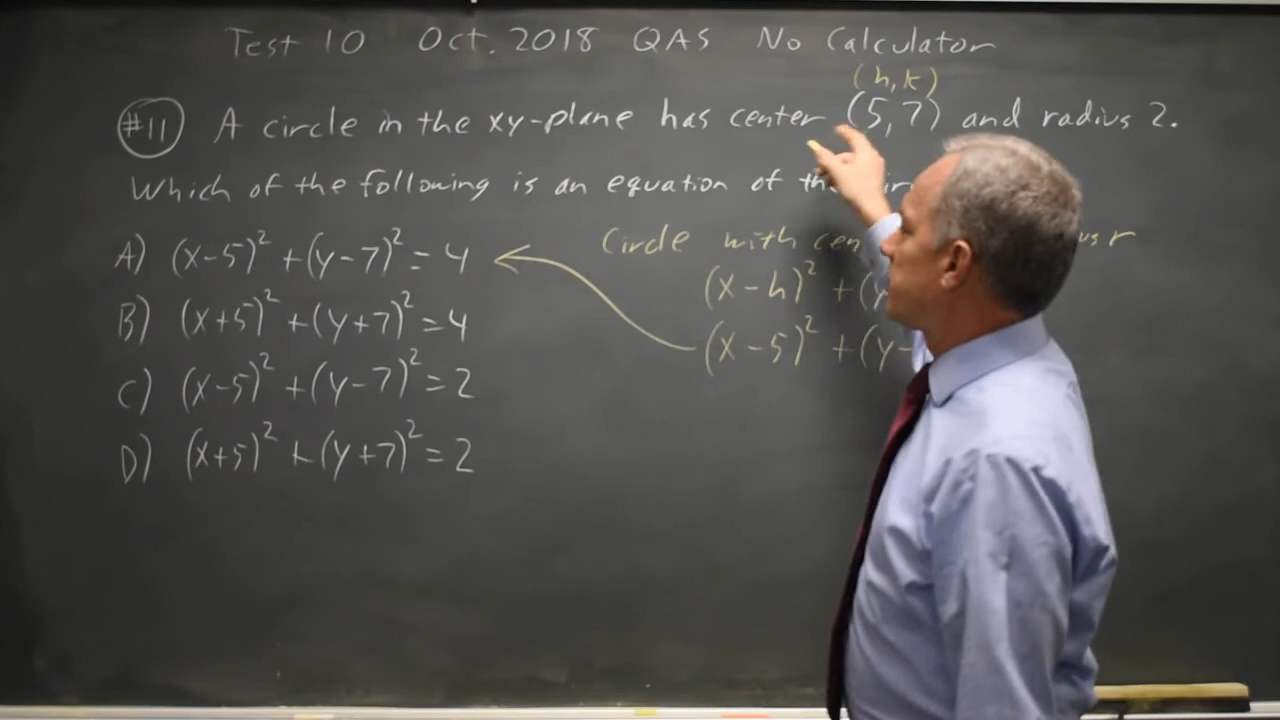 Test 10 Oct. 2018 QAS No Calculator
(h,k)
#11 A circle in the xy-plane has center (5,7) and radius 2.
Which of the following is an equation of
Circle with
A) (x-5)² + (y-7)² = 4
(x-h)² + (y
B) (x+5)² + (y+7)² = 4
(x-5)² + (y-
C) (x-5)² + (y-7)² = 2
D) (x+5)² + (y+7)² = 2